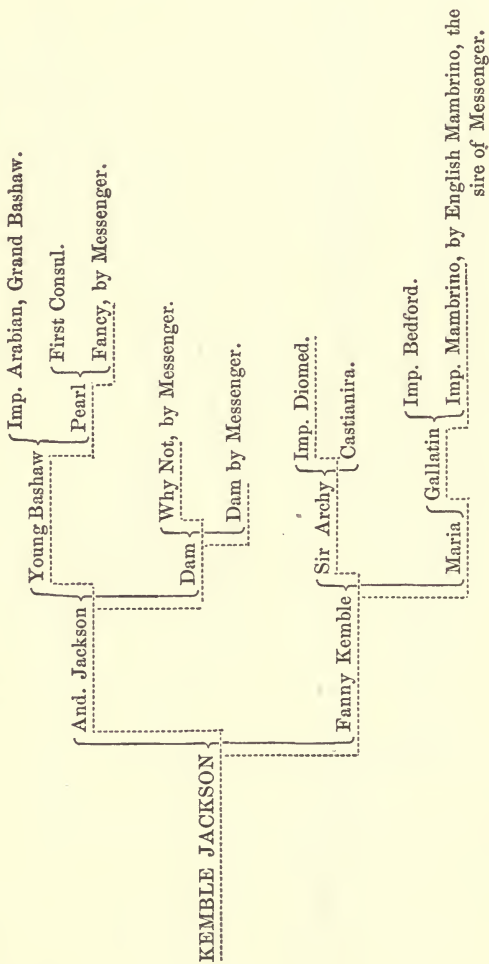 Imp. Arabian, Grand Bashaw.
Young Bashaw
First Consul.
Pearl
Fancy, by Messenger.
And. Jackson
Why Not, by Messenger.
Dam
Dam by Messenger.
KEMBLE JACKSON
Imp. Diomed.
Sir Archy
Castianira.
Fanny Kemble
Imp. Bedford.
Gallatin
Imp. Mambrino, by English Mambrino, the
sire of Messenger.
Maria